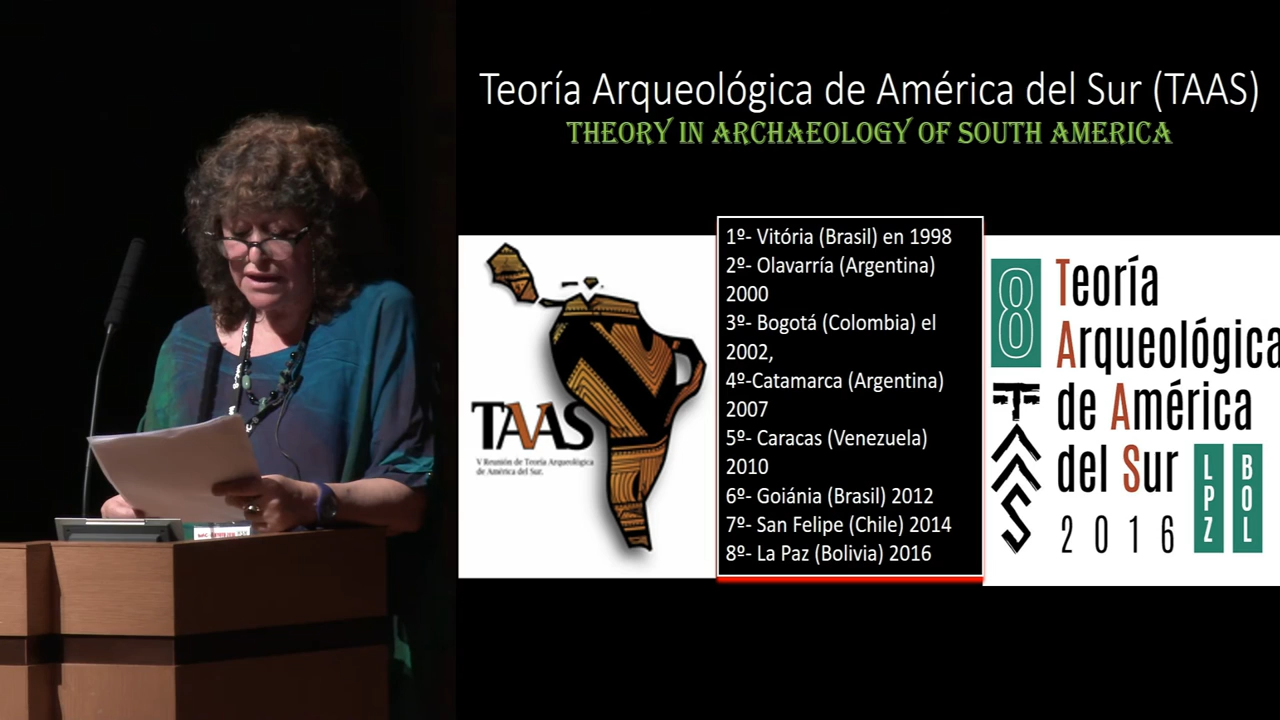 Teoría Arqueológica de América del Sur (TAAS)
THEORY IN ARCHAEOLOGY OF SOUTH AMERICA
TAAS
V Reunión de Teoría Arqueológica
de América del Sur.
1º- Vitória (Brasil) en 1998
2º- Olavarría (Argentina)
2000
3º- Bogotá (Colombia) el
2002,
4º-Catamarca (Argentina)
2007
5º- Caracas (Venezuela)
2010
6º- Goiánia (Brasil) 2012
7º- San Felipe (Chile) 2014
8º- La Paz (Bolivia) 2016
8
TAAS
Teoría
Arqueológica
de América
del Sur
2016
LPZ
BOL